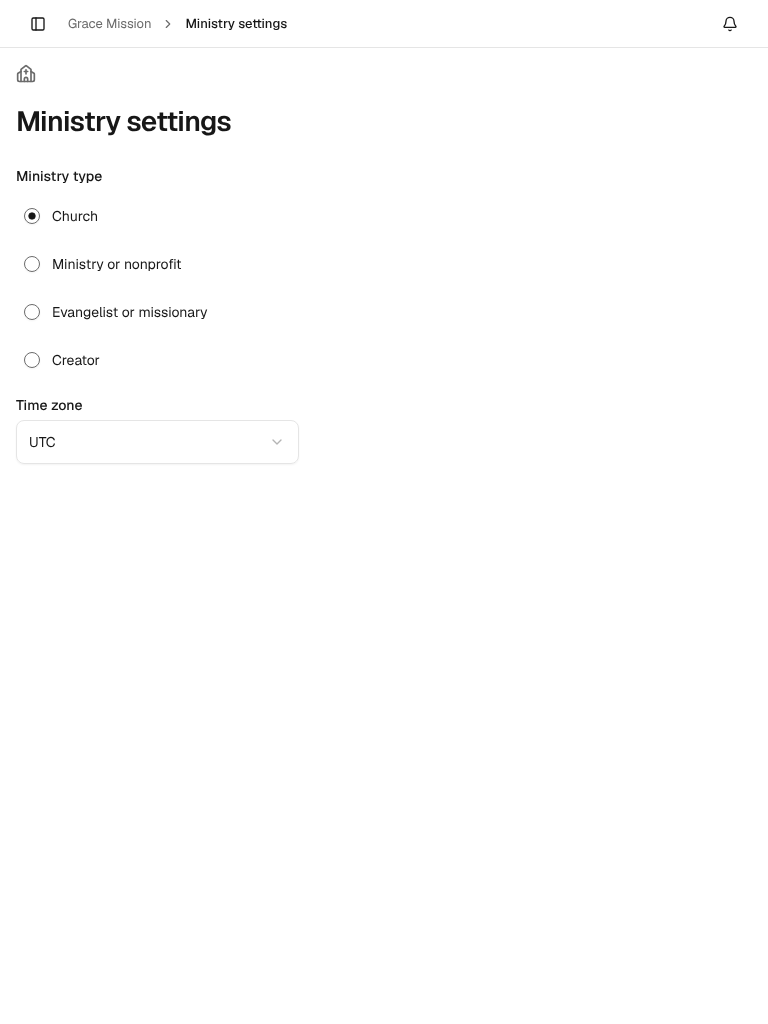 Grace Mission > Ministry settings
Ministry settings
Ministry type
Church
Ministry or nonprofit
Evangelist or missionary
Creator
Time zone
UTC